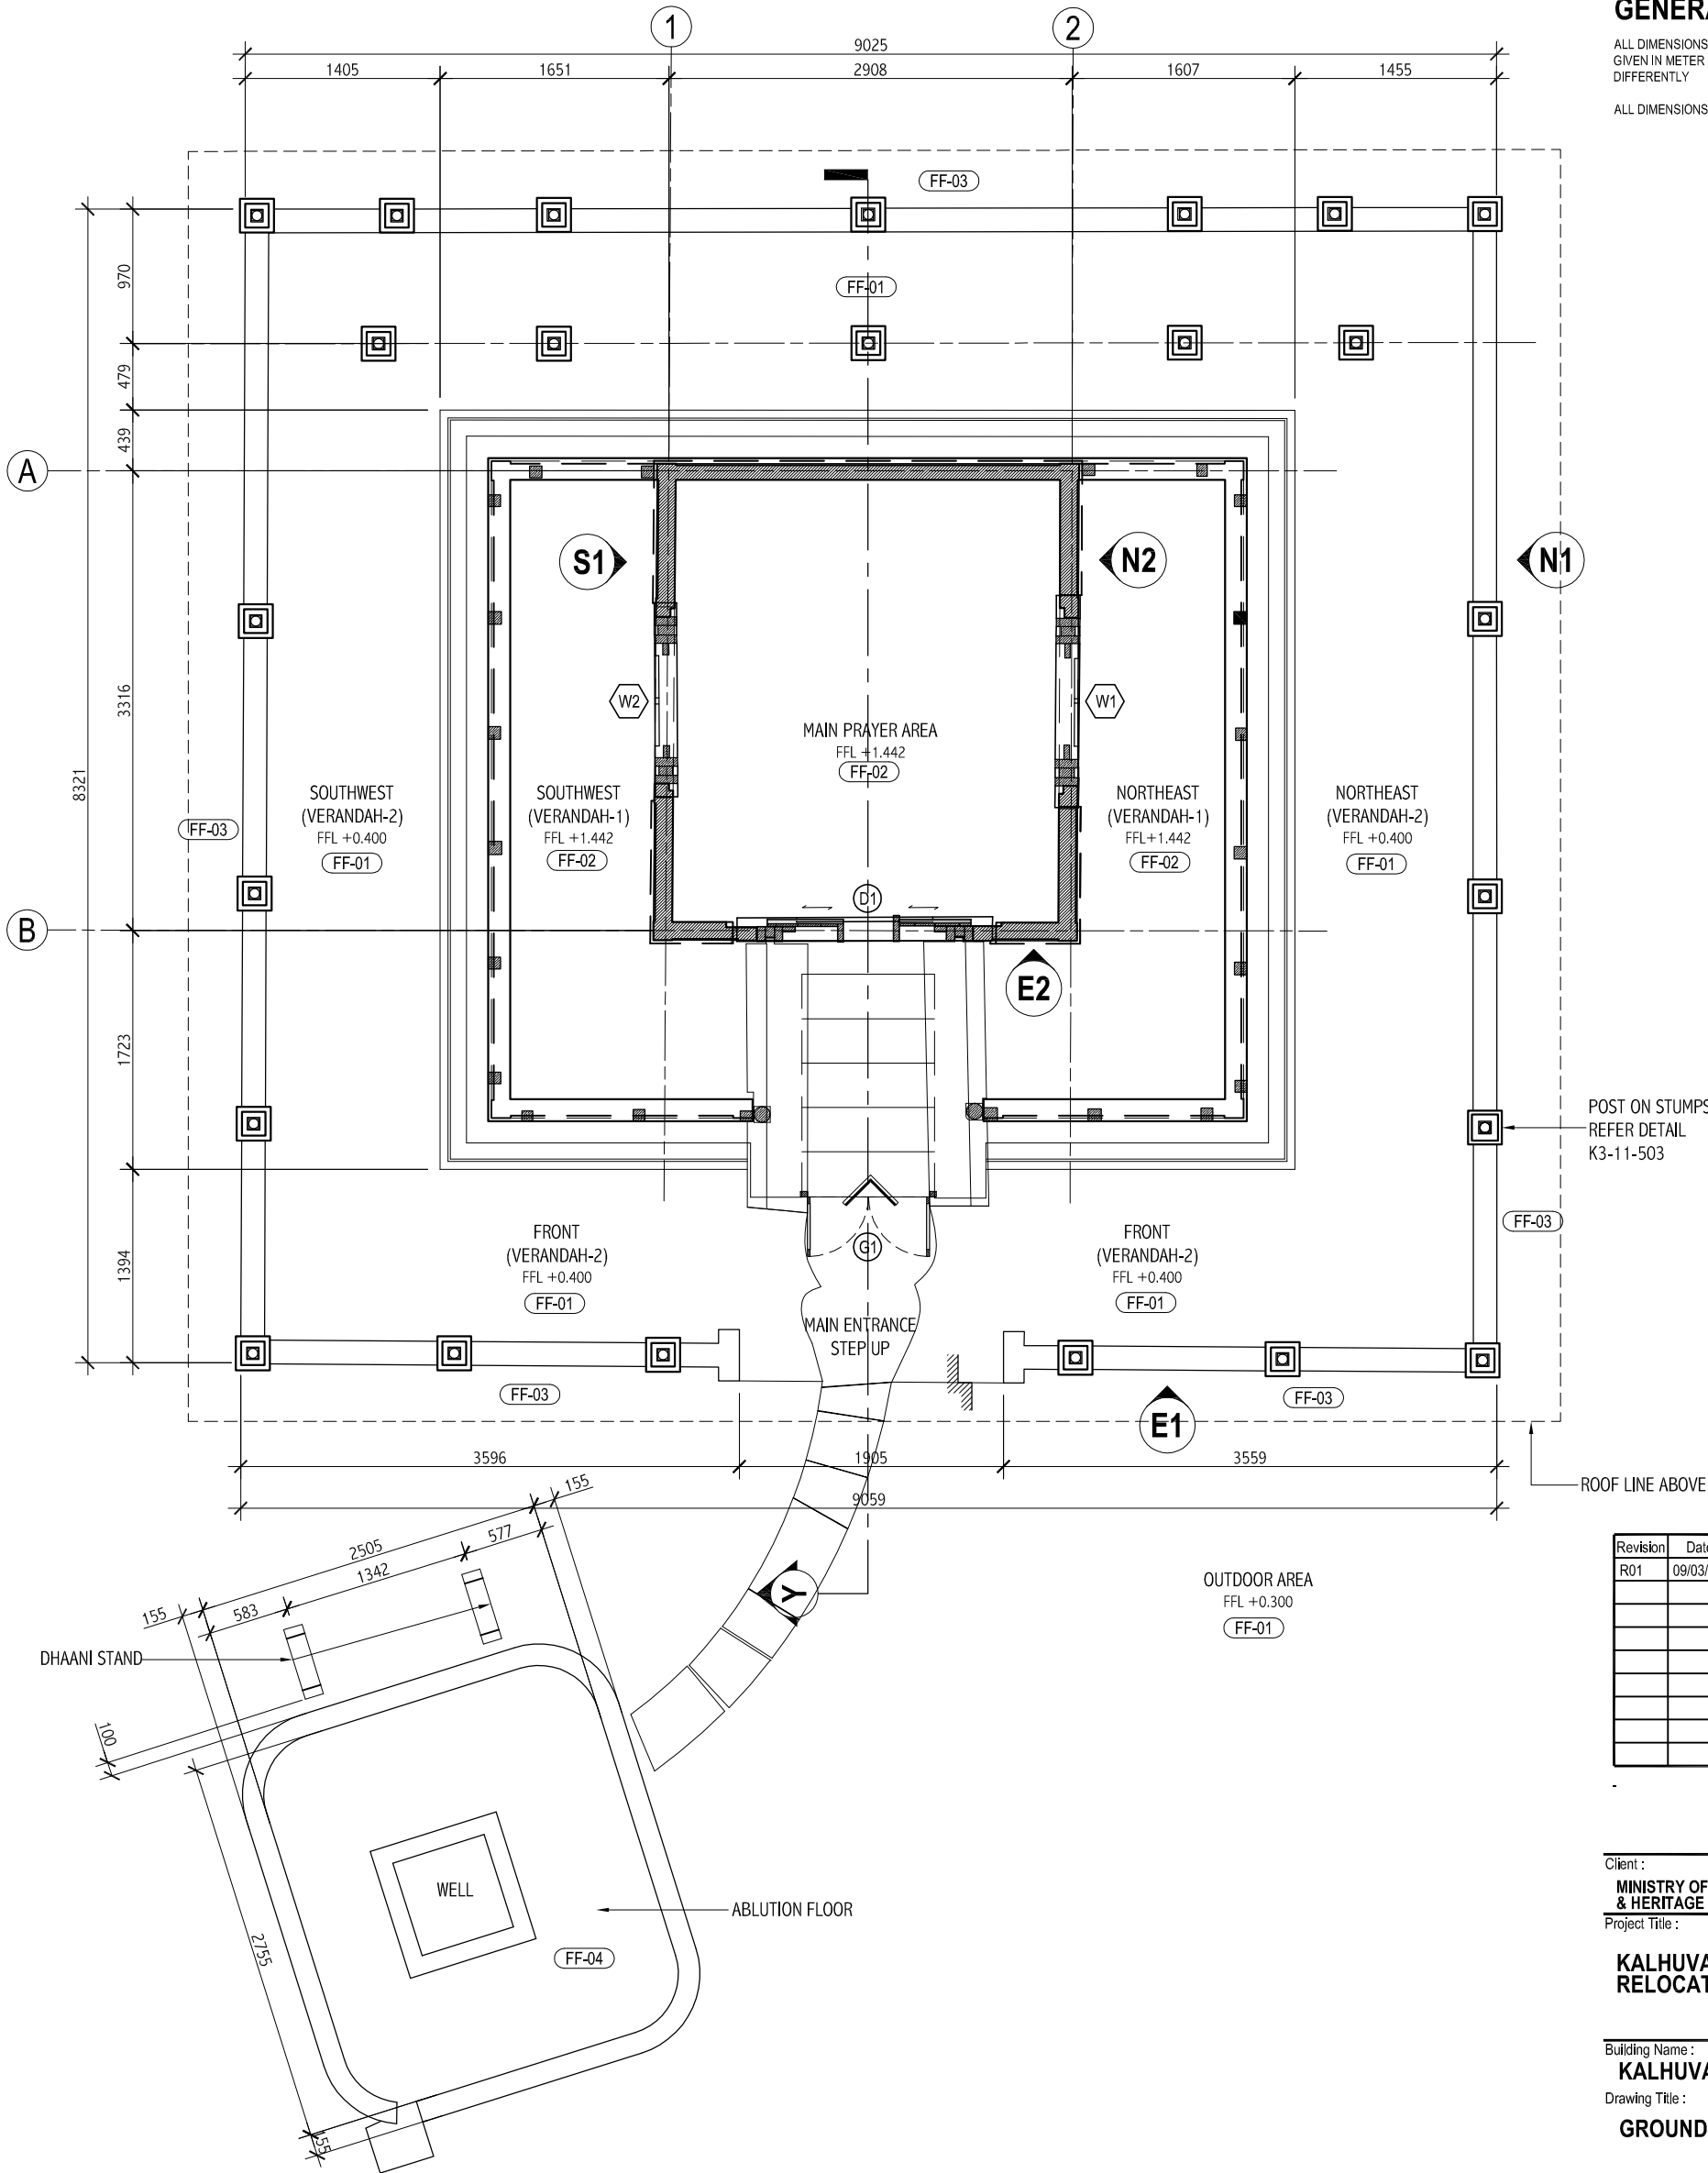 GENERA
ALL DIMENSIONS
GIVEN IN METER
DIFFERENTLY
ALL DIMENSIONS
1
2
9025
1405
1651
2908
1607
1455
FF-03
FF-01
970
479
439
A
S1
N2
N1
3316
8321
W2
W1
MAIN PRAYER AREA
FFL +1.442
FF-02
SOUTHWEST
(VERANDAH-2)
FFL +0.400
FF-01
SOUTHWEST
(VERANDAH-1)
FFL +1.442
FF-02
NORTHEAST
(VERANDAH-1)
FFL+1.442
FF-02
NORTHEAST
(VERANDAH-2)
FFL +0.400
FF-01
FF-03
D1
B
E2
1723
POST ON STUMPS
REFER DETAIL
K3-11-503
FF-03
1394
FRONT
(VERANDAH-2)
FFL +0.400
FF-01
G1
FRONT
(VERANDAH-2)
FFL +0.400
FF-01
MAIN ENTRANCE
STEP UP
FF-03
FF-03
E1
3596
1905
3559
9059
ROOF LINE ABOVE
155
2505
577
1342
583
155
Y
DHAANI STAND
100
OUTDOOR AREA
FFL +0.300
FF-01
Revision Date
R01 09/03/
-
WELL
ABLUTION FLOOR
FF-04
2755
155
Client :
MINISTRY OF
& HERITAGE
Project Title :
KALHUVA
RELOCAT
Building Name :
KALHUVA
Drawing Title :
GROUND